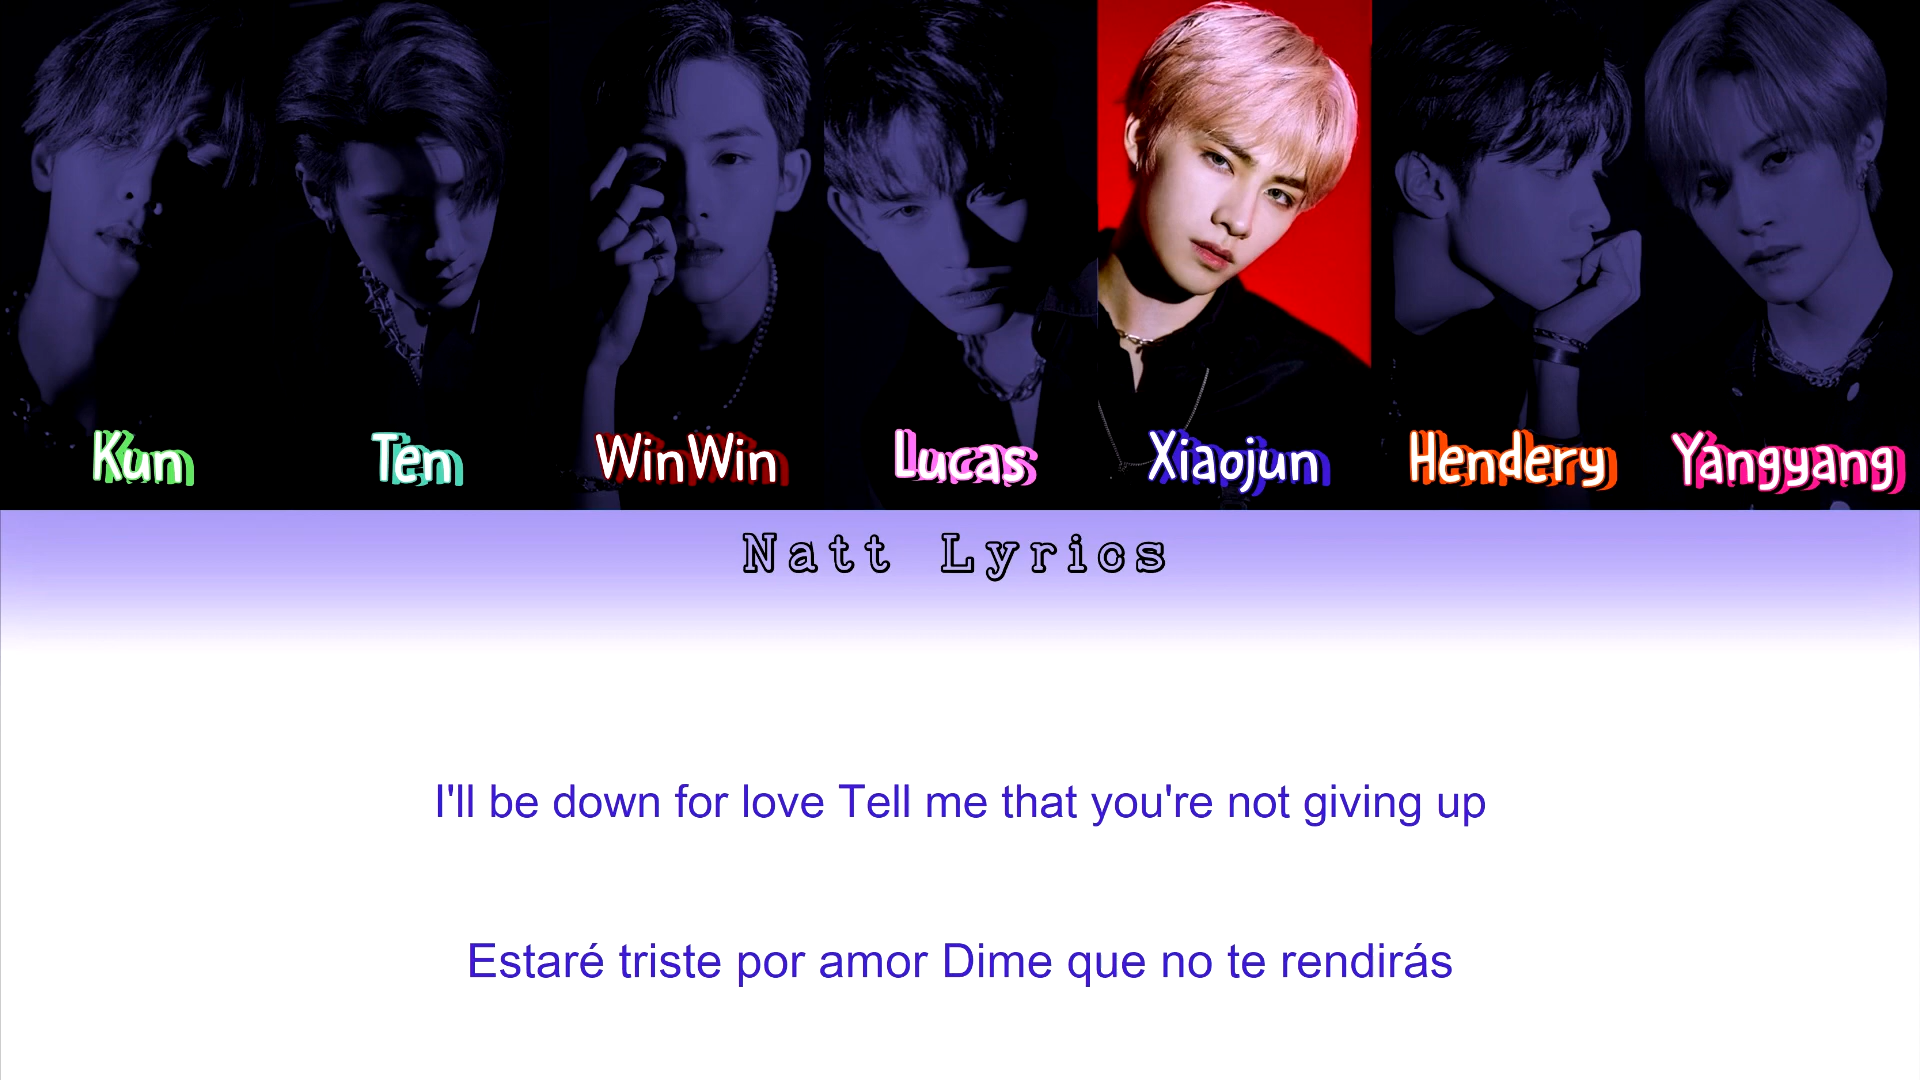 Kun Ten WinWin Lucas Xiaojun Hendery Yangyang
Natt Lyrics
I'll be down for love Tell me that you're not giving up
Estaré triste por amor Dime que no te rendirás